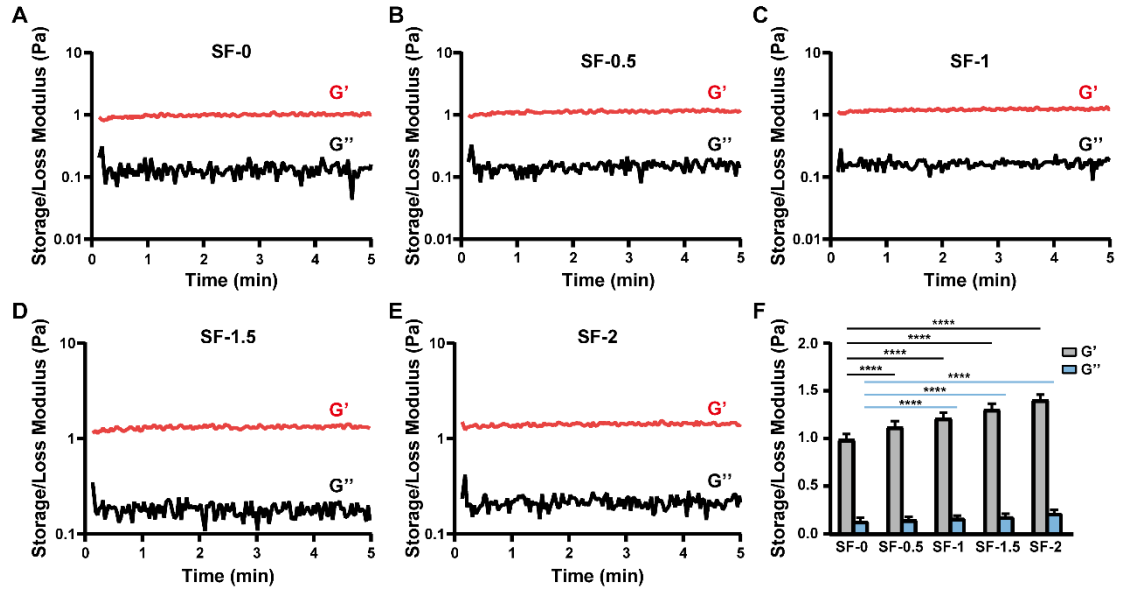 A
SF-0
Storage/Loss Modulus (Pa)
10
1
0.1
0.01
G’
G’’
0
1
2
3
4
5
Time (min)
B
SF-0.5
Storage/Loss Modulus (Pa)
10
1
0.1
0.01
G’
G’’
0
1
2
3
4
5
Time (min)
C
SF-1
Storage/Loss Modulus (Pa)
10
1
0.1
0.01
G’
G’’
0
1
2
3
4
5
Time (min)
D
SF-1.5
Storage/Loss Modulus (Pa)
10
1
0.1
G’
G’’
0
1
2
3
4
5
Time (min)
E
SF-2
Storage/Loss Modulus (Pa)
10
1
0.1
G’
G’’
0
1
2
3
4
5
Time (min)
F
Storage/Loss Modulus (Pa)
2.0
1.5
1.0
0.5
0.0
****
****
****
****
****
****
****
G’
G’’
SF-0
SF-0.5
SF-1
SF-1.5
SF-2